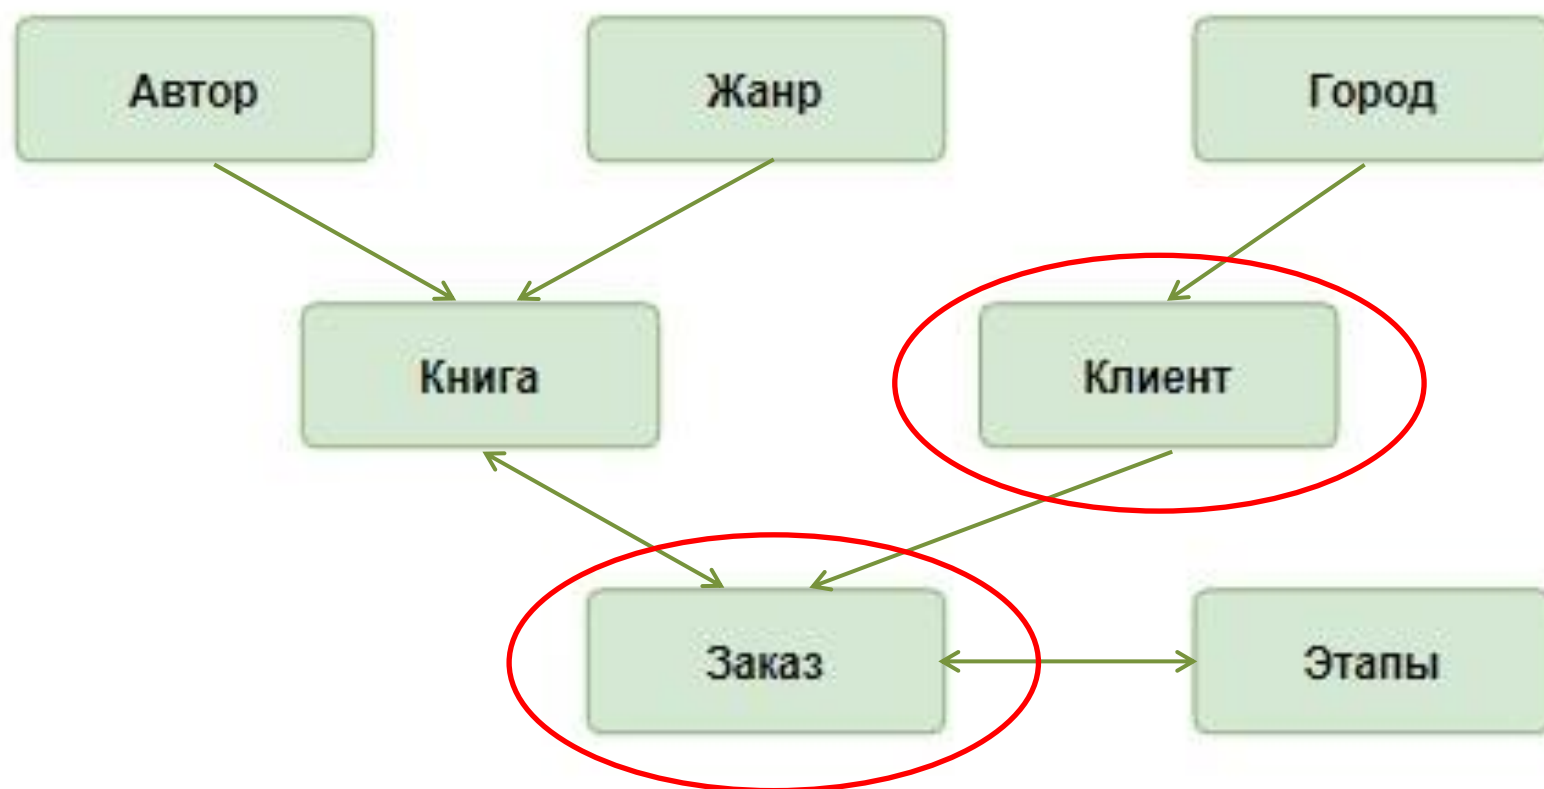 Автор
Жанр
Город
Книга
Клиент
Заказ
Этапы